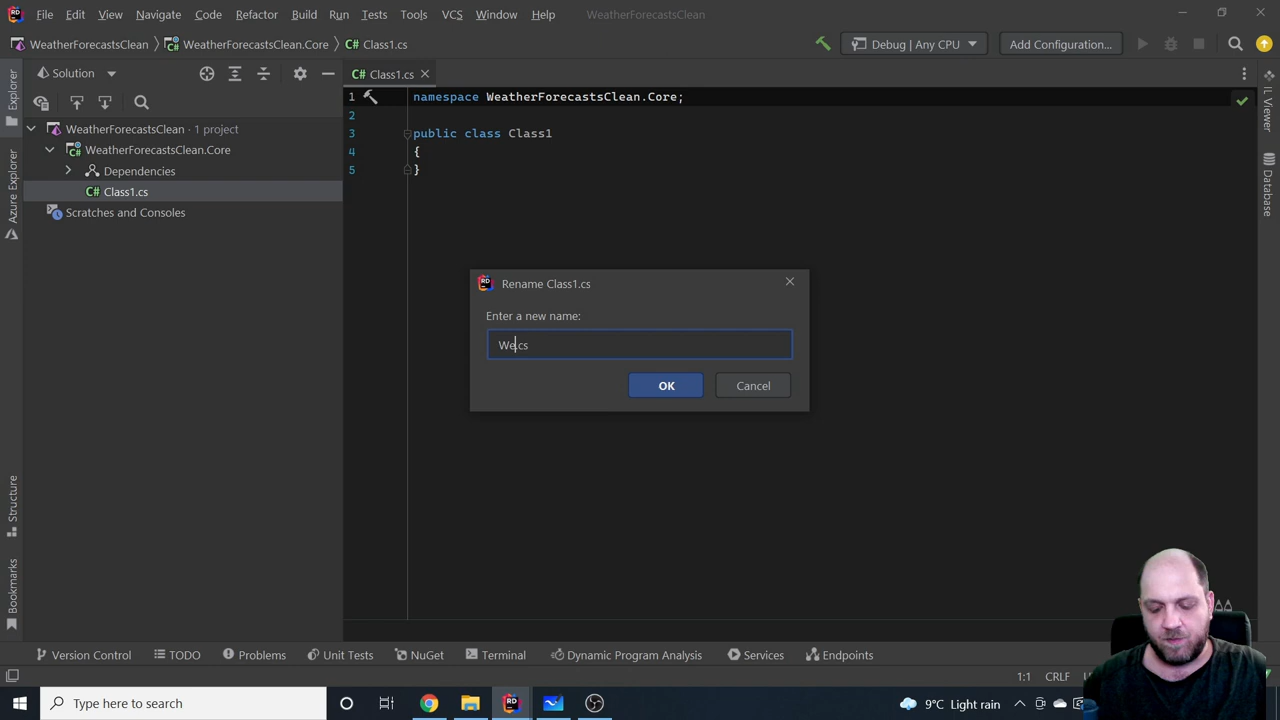 File Edit View Navigate Code Refactor Build Run Tests Tools VCS Window Help WeatherForecastsClean
WeatherForecastsClean WeatherForecastsClean.Core C# Class1.cs Debug | Any CPU Add Configuration...
Explorer
Solution
C# Class1.cs
WeatherForecastsClean · 1 project
WeatherForecastsClean.Core
Dependencies
C# Class1.cs
Scratches and Consoles
1 namespace WeatherForecastsClean.Core;
2
3 public class Class1
4 {
5 }
IL Viewer
Database
Azure Explorer
Structure
Bookmarks
RD Rename Class1.cs
Enter a new name:
We.cs
OK Cancel
Version Control TODO Problems Unit Tests NuGet Terminal Dynamic Program Analysis Services Endpoints
1:1 CRLF
Type here to search
9°C Light rain